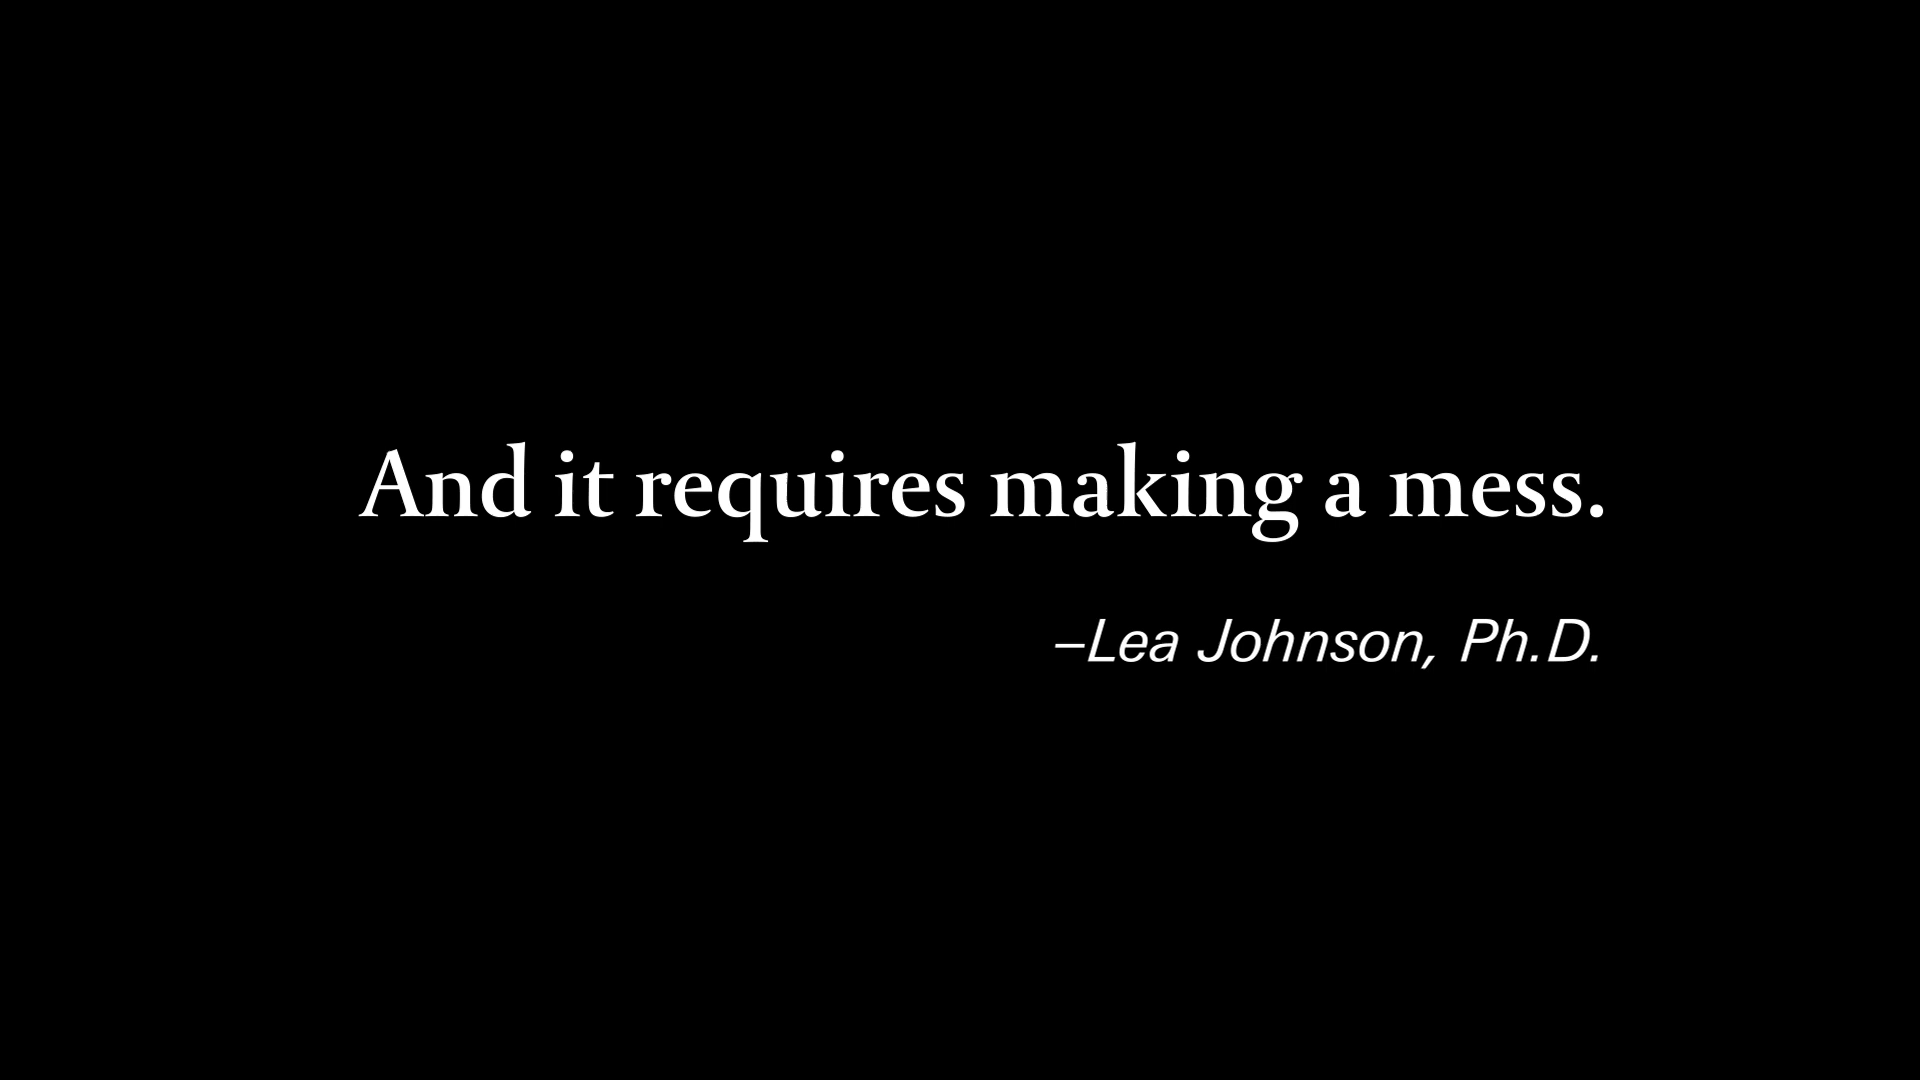 And it requires making a mess.
–Lea Johnson, Ph.D.